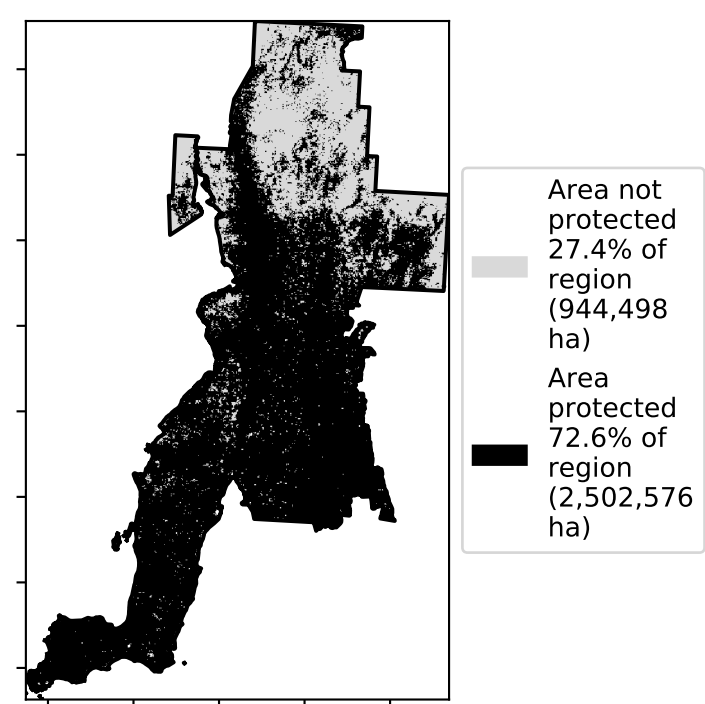 Area not
protected
27.4% of
region
(944,498
ha)
Area
protected
72.6% of
region
(2,502,576
ha)